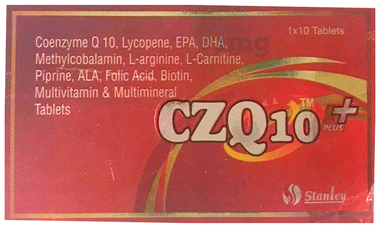 1x10 Tablets
Coenzyme Q 10, Lycopene, EPA, DHA,
Methylcobalamin, L-arginine, L-Carnitine,
Piprine, ALA, Folic Acid, Biotin,
Multivitamin & Multimineral
Tablets
CZQ10™+
PLUS
Stanley